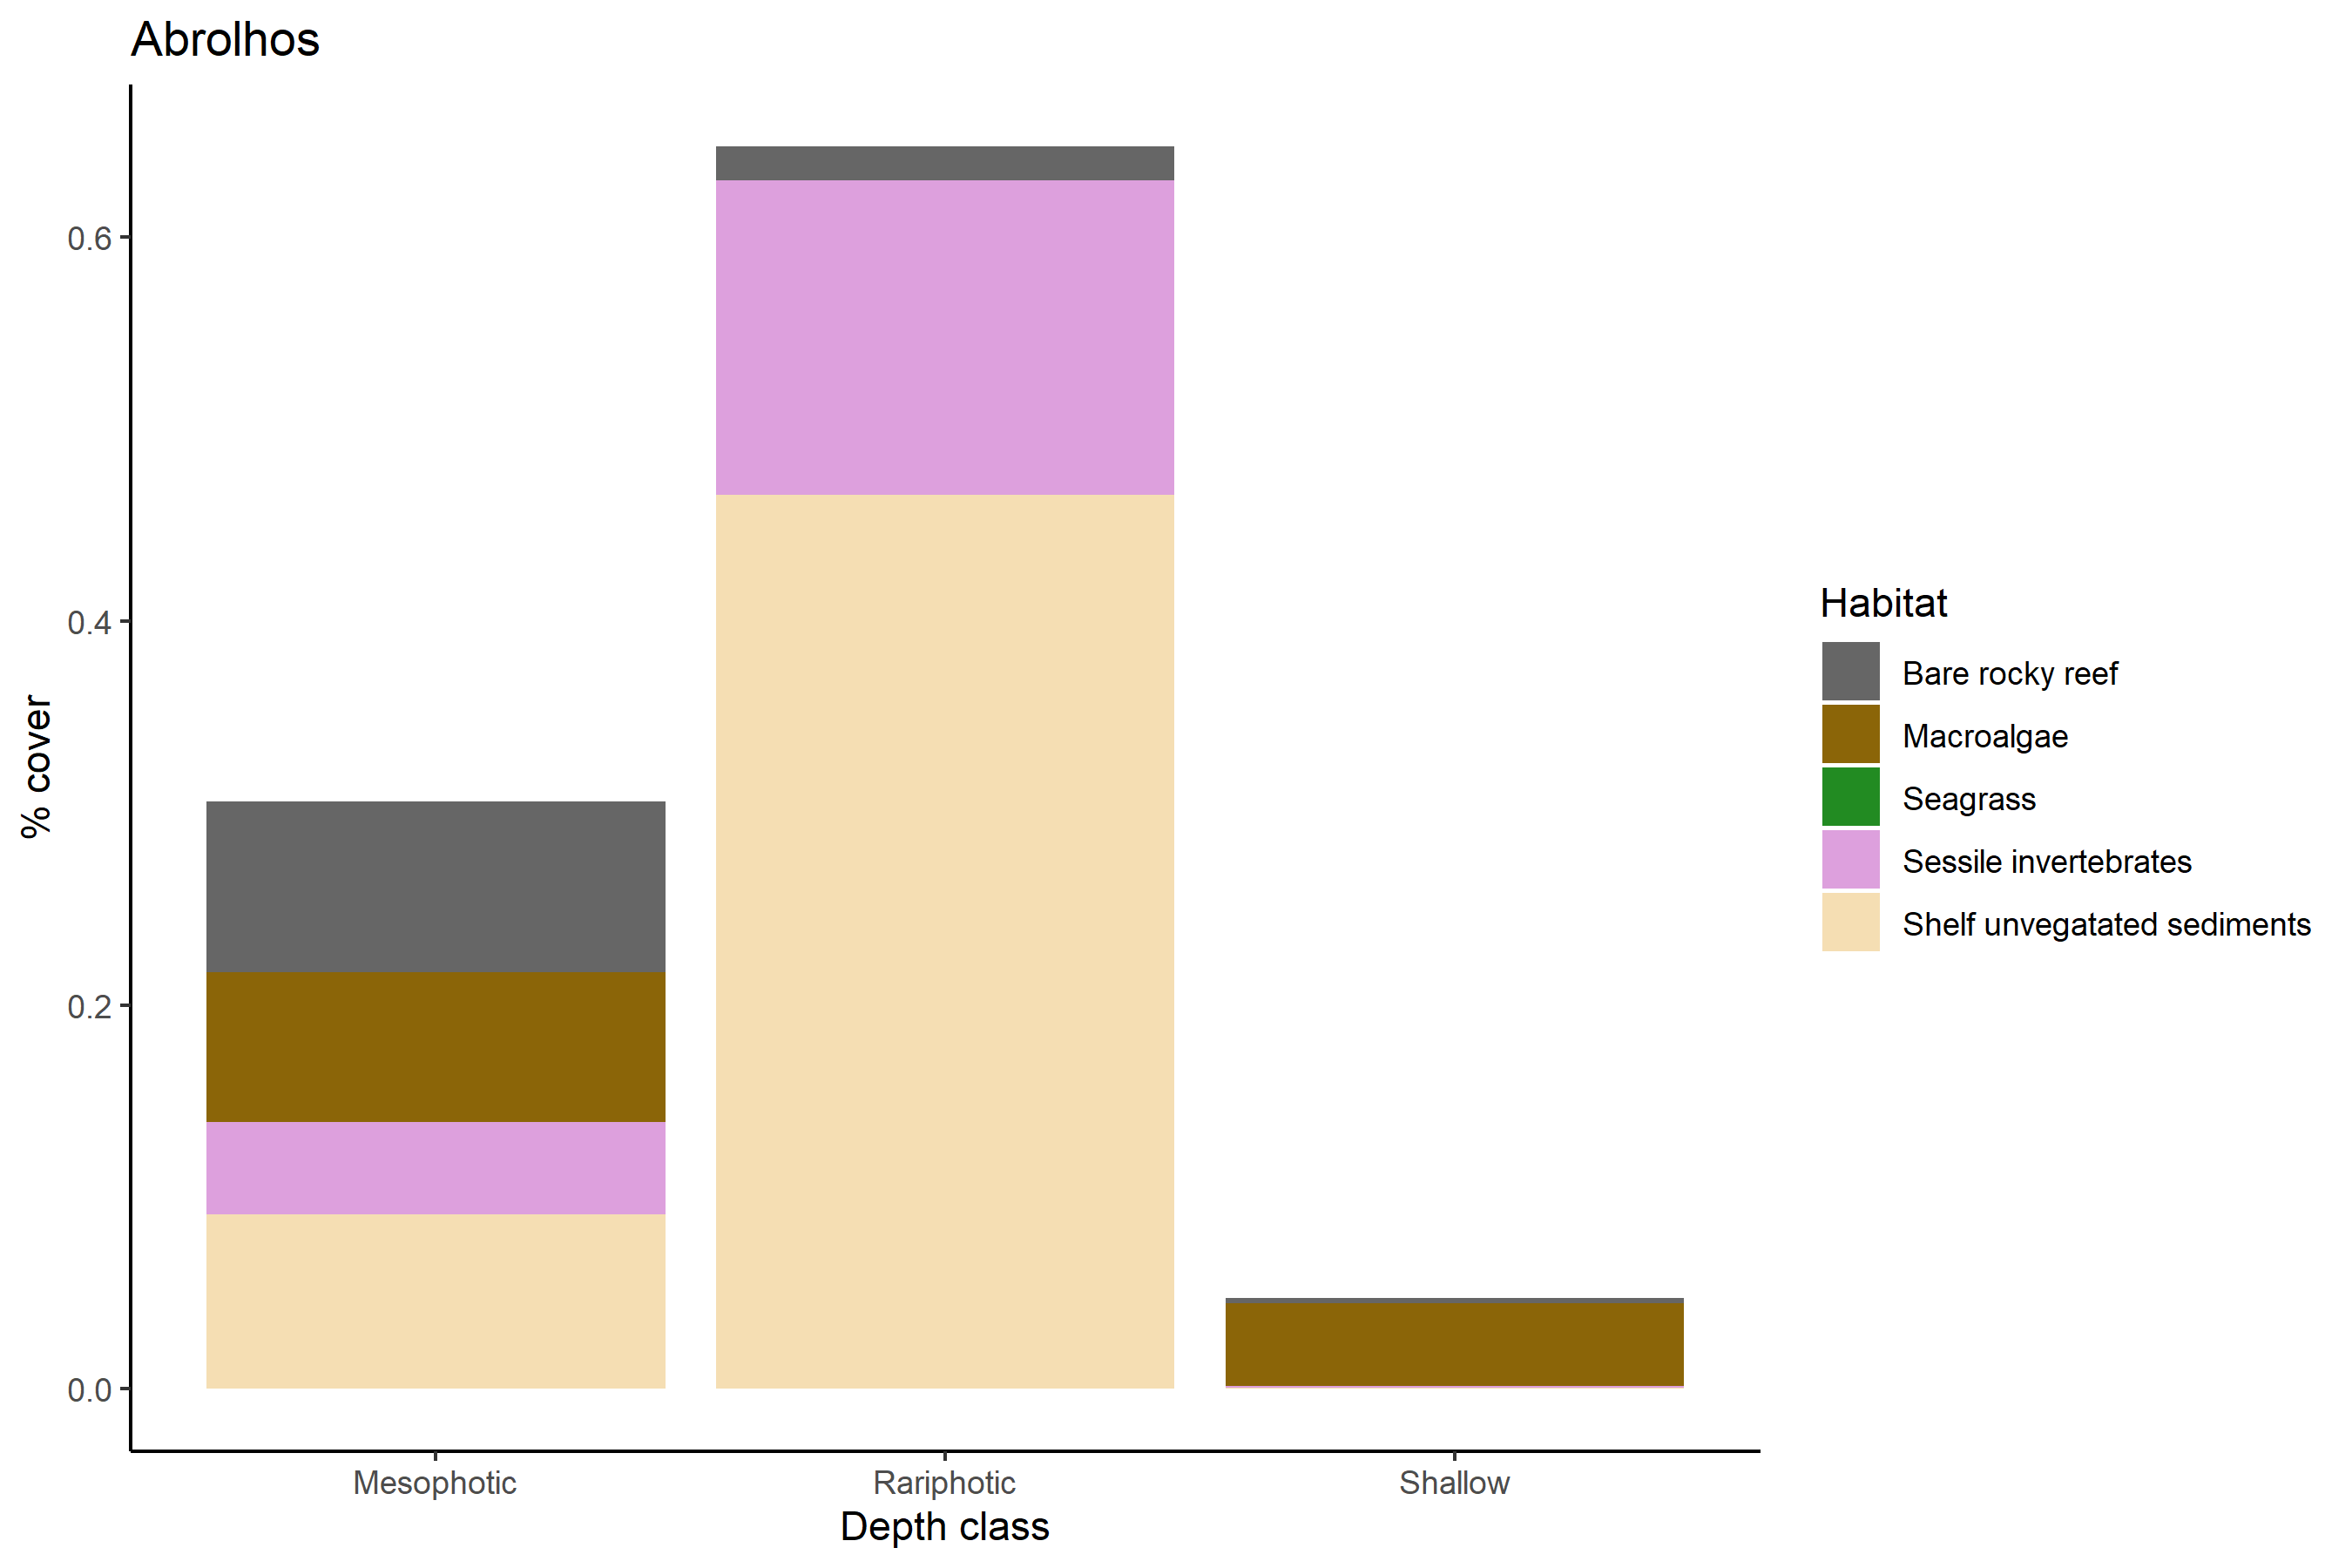 Abrolhos
% cover
0.6
0.4
0.2
0.0
Mesophotic
Rariphotic
Shallow
Depth class
Habitat
Bare rocky reef
Macroalgae
Seagrass
Sessile invertebrates
Shelf unvegatated sediments